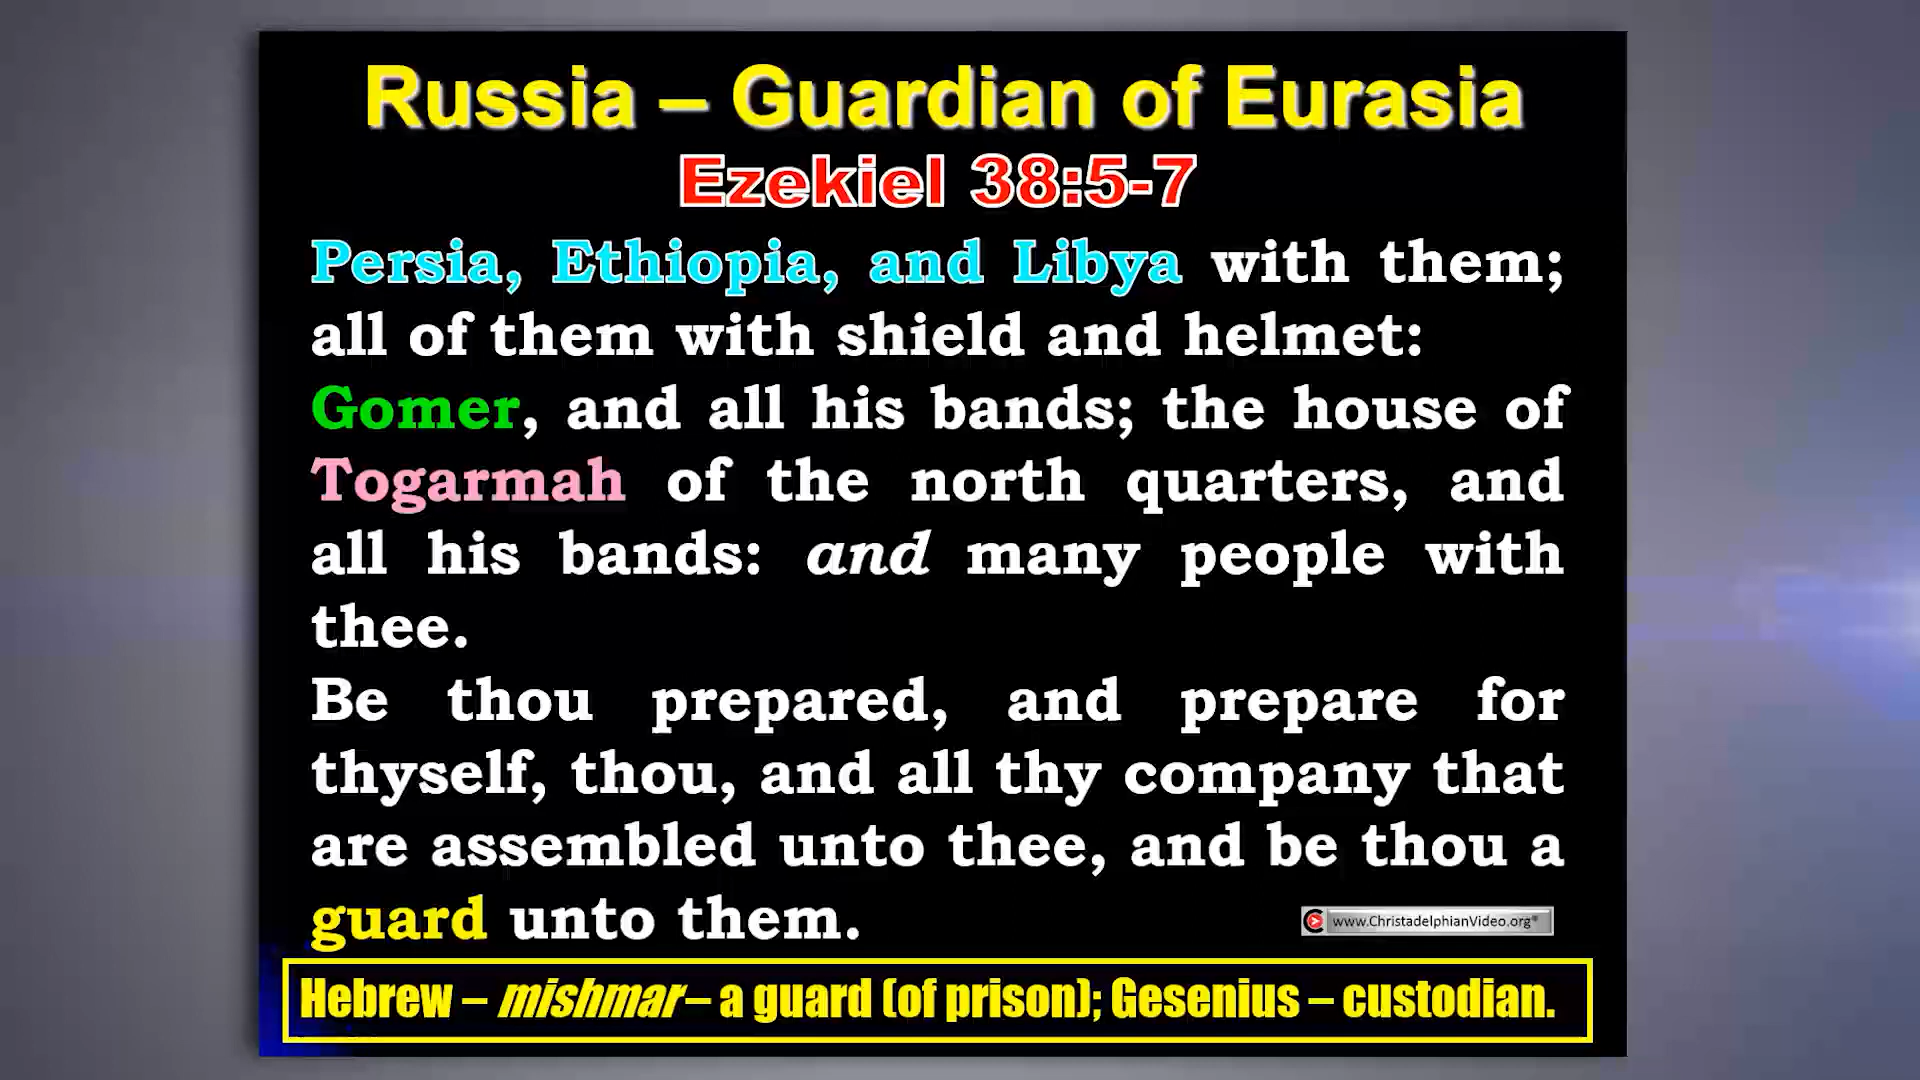 Russia – Guardian of Eurasia
Ezekiel 38:5-7
Persia, Ethiopia, and Libya with them;
all of them with shield and helmet:
Gomer, and all his bands; the house of
Togarmah of the north quarters, and
all his bands: and many people with
thee.
Be thou prepared, and prepare for
thyself, thou, and all thy company that
are assembled unto thee, and be thou a
guard unto them.
www.ChristadelphianVideo.org®
Hebrew – mishmar – a guard (of prison); Gesenius – custodian.